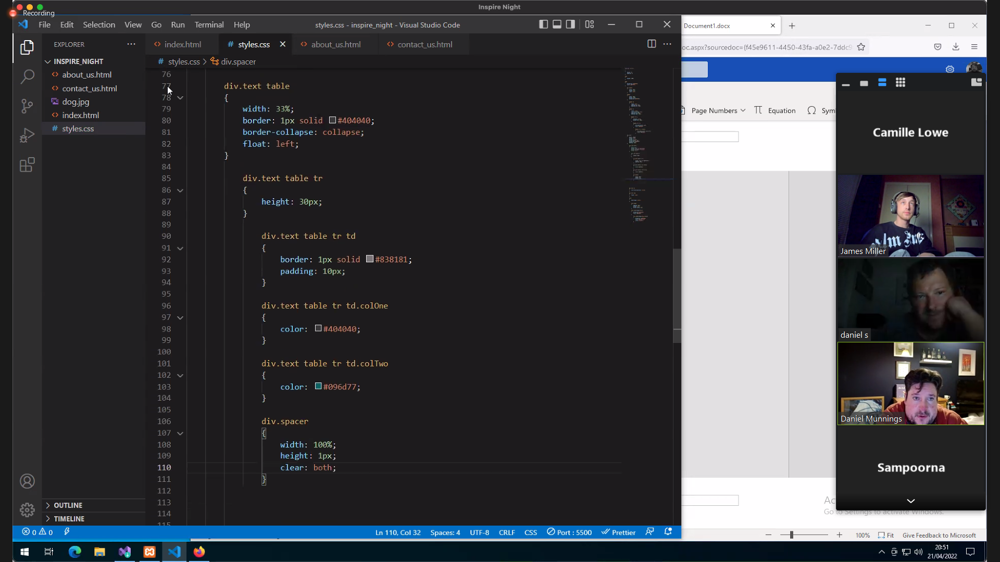 Inspire Night
Recording
File Edit Selection View Go Run Terminal Help
styles.css - inspire_night - Visual Studio Code
Document1.docx
EXPLORER
index.html
styles.css
about_us.html
contact_us.html
oc.aspx?sourcedoc={f45e9611-4450-43fa-a0e2-7ddc9
INSPIRE_NIGHT
about_us.html
contact_us.html
dog.jpg
index.html
styles.css
OUTLINE
TIMELINE
# styles.css > div.spacer
76
77 div.text table
78 {
79 width: 33%;
80 border: 1px solid #404040;
81 border-collapse: collapse;
82 float: left;
83 }
84
85 div.text table tr
86 {
87 height: 30px;
88 }
89
90 div.text table tr td
91 {
92 border: 1px solid #838181;
93 padding: 10px;
94 }
95
96 div.text table tr td.colOne
97 {
98 color: #404040;
99 }
100
101 div.text table tr td.colTwo
102 {
103 color: #096d77;
104 }
105
106 div.spacer
107 {
108 width: 100%;
109 height: 1px;
110 clear: both;
111 }
112
113
114
115
Page Numbers Equation
Camille Lowe
James Miller
daniel s
Daniel Munnings
Sampoorna
Go to Settings to activate Windows.
0 0
Ln 110, Col 32 Spaces: 4 UTF-8 CRLF CSS Port : 5500 Prettier
100% Fit Give Feedback to Microsoft
20:51
21/04/2022